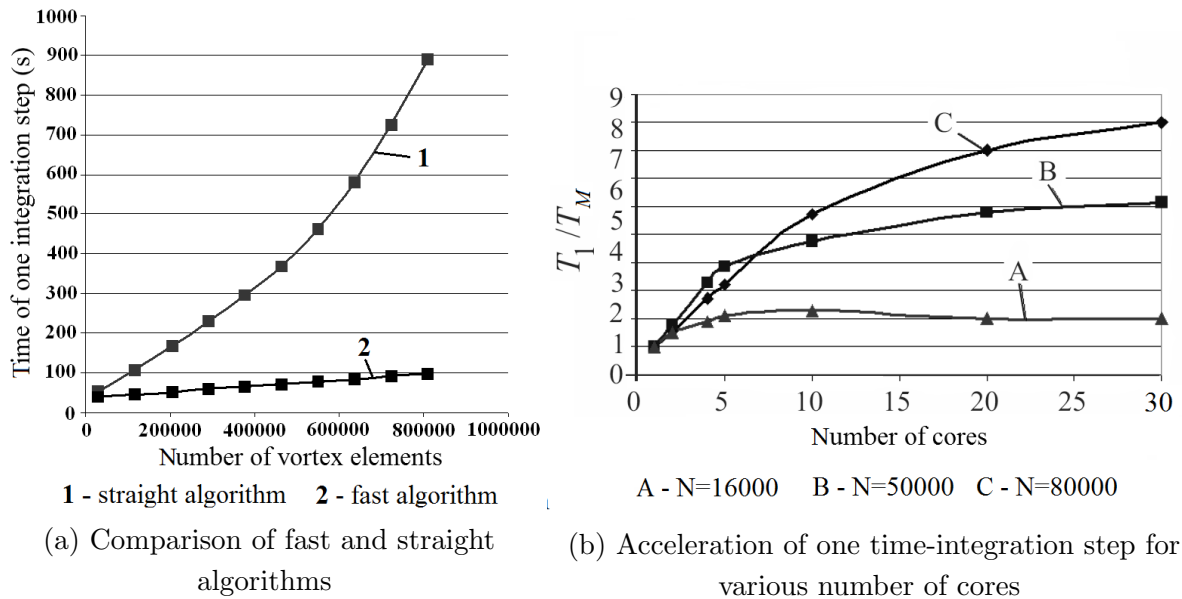 Time of one integration step (s)
1000
900
800
700
600
500
400
300
200
100
0
1
2
0 200000 400000 600000 800000 1000000
Number of vortex elements
1 - straight algorithm 2 - fast algorithm
(a) Comparison of fast and straight
algorithms
T1/TM
9
8
7
6
5
4
3
2
1
0
C
B
A
0 5 10 15 20 25 30
Number of cores
A - N=16000 B - N=50000 C - N=80000
(b) Acceleration of one time-integration step for
various number of cores